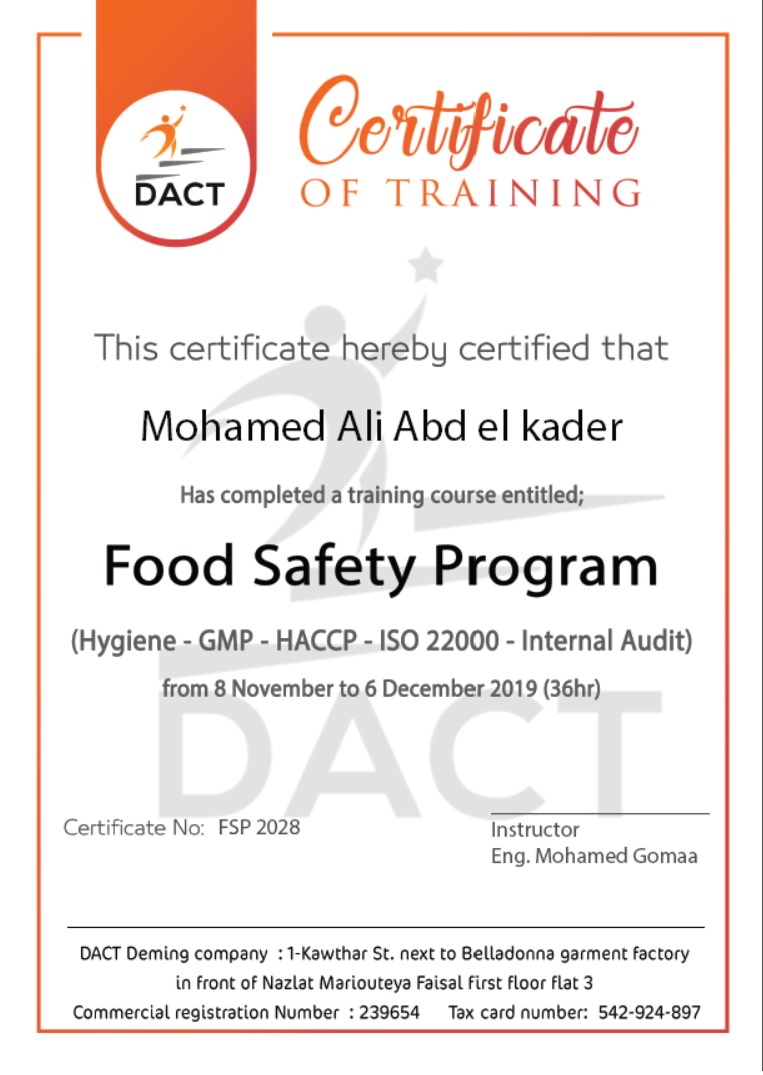 DACT
Certificate
OF TRAINING
This certificate hereby certified that
Mohamed Ali Abd el kader
Has completed a training course entitled;
Food Safety Program
(Hygiene - GMP - HACCP - ISO 22000 - Internal Audit)
from 8 November to 6 December 2019 (36hr)
DACT
Certificate No: FSP 2028
Instructor
Eng. Mohamed Gomaa
DACT Deming company : 1-Kawthar St. next to Belladonna garment factory
in front of Nazlat Mariouteya Faisal first floor flat 3
Commercial registration Number : 239654 Tax card number: 542-924-897